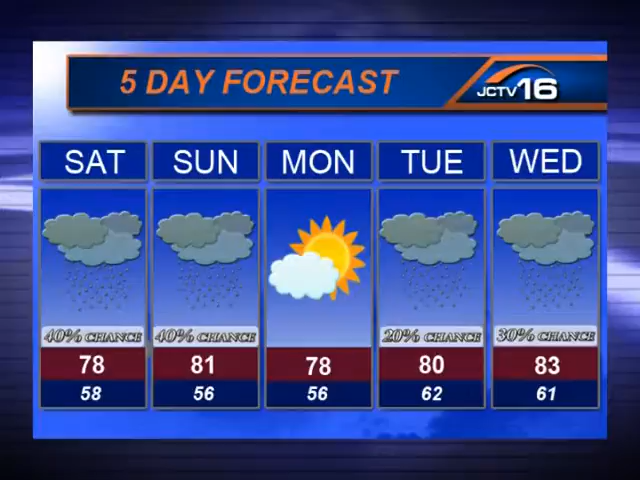 5 DAY FORECAST
JCTV16
SAT SUN MON TUE WED
40% CHANCE 40% CHANCE 20% CHANCE 30% CHANCE
78 81 78 80 83
58 56 56 62 61